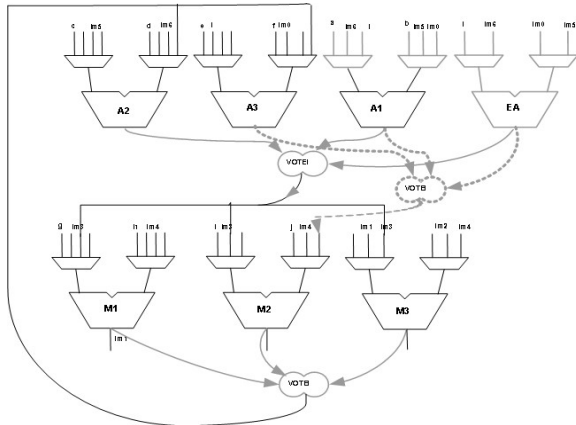 c im5 d im6 e i f im0 a im6 i b im5 im0 i im6 im0 im5
A2 A3 A1 EA
VOTEI
VOTEI
g im3 h im4 i im3 j im4 im1 im3 im2 im4
M1 M2 M3
im1
VOTEI